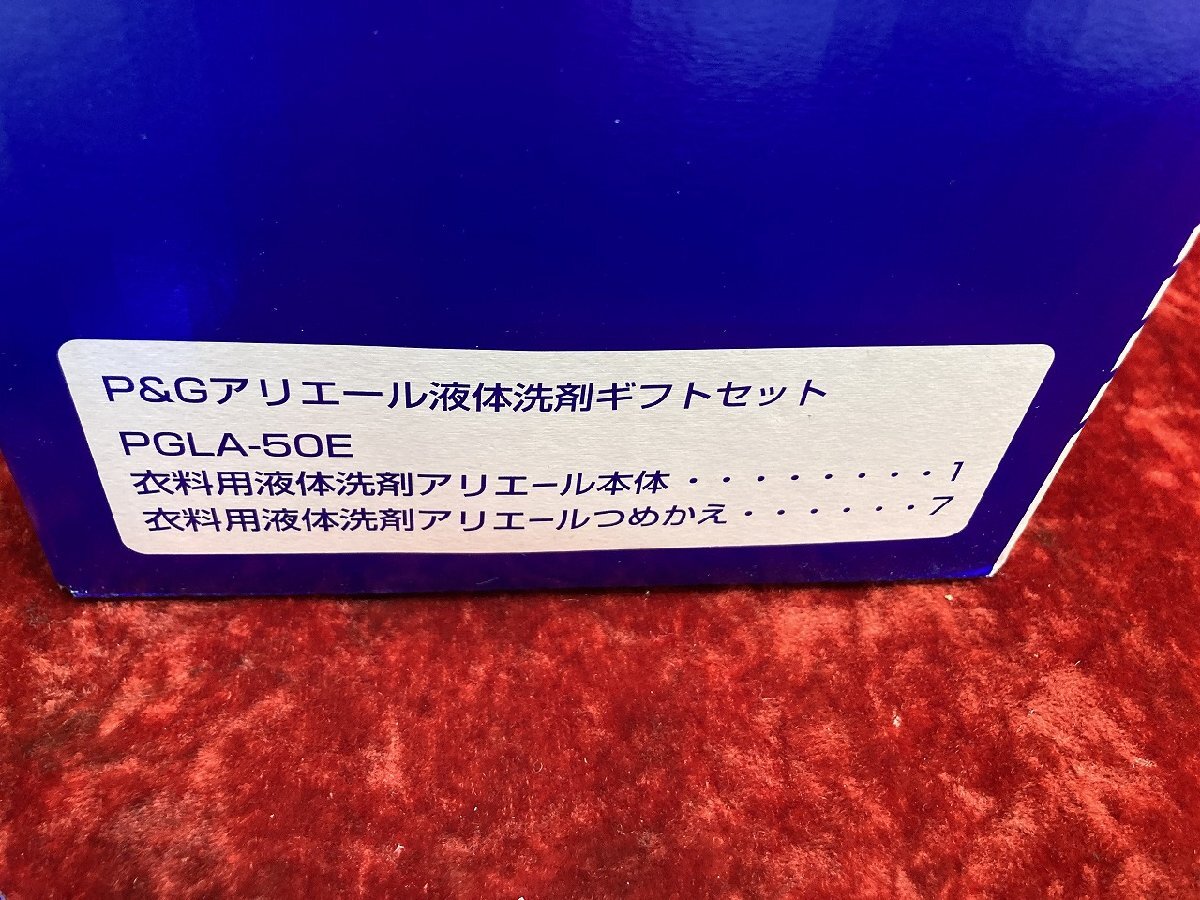 P&Gアリエール液体洗剤ギフトセット
PGLA-50E
衣料用液体洗剤アリエール本体・・・・・・・・1
衣料用液体洗剤アリエールつめかえ・・・・・・7